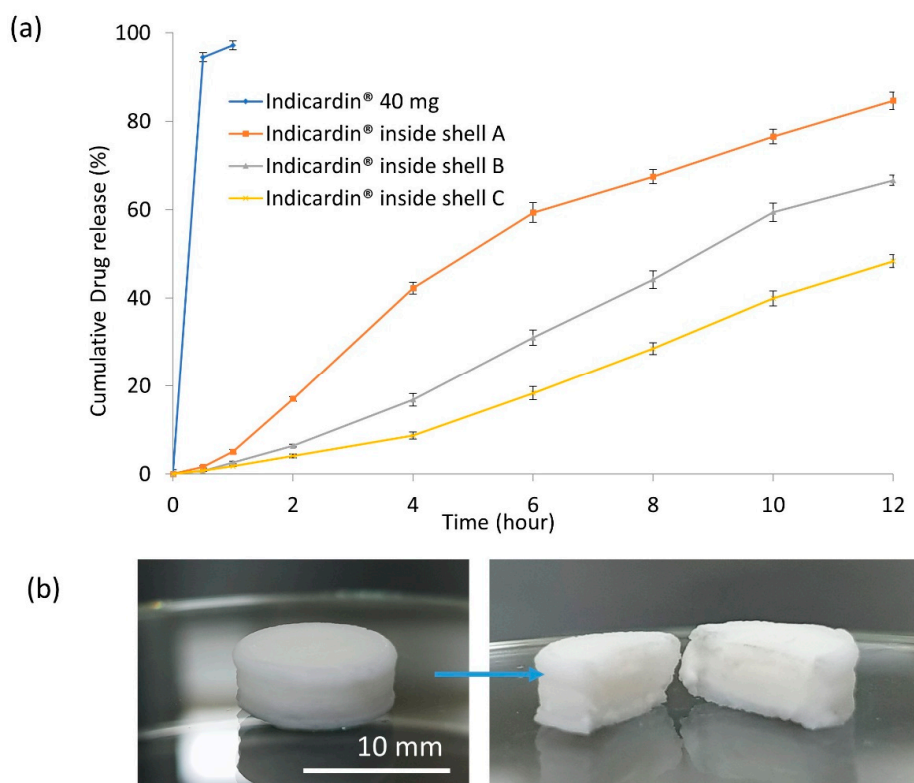 (a)
100
80
60
40
20
0
Cumulative Drug release (%)
Indicardin® 40 mg
Indicardin® inside shell A
Indicardin® inside shell B
Indicardin® inside shell C
0 2 4 6 8 10 12
Time (hour)
(b)
10 mm